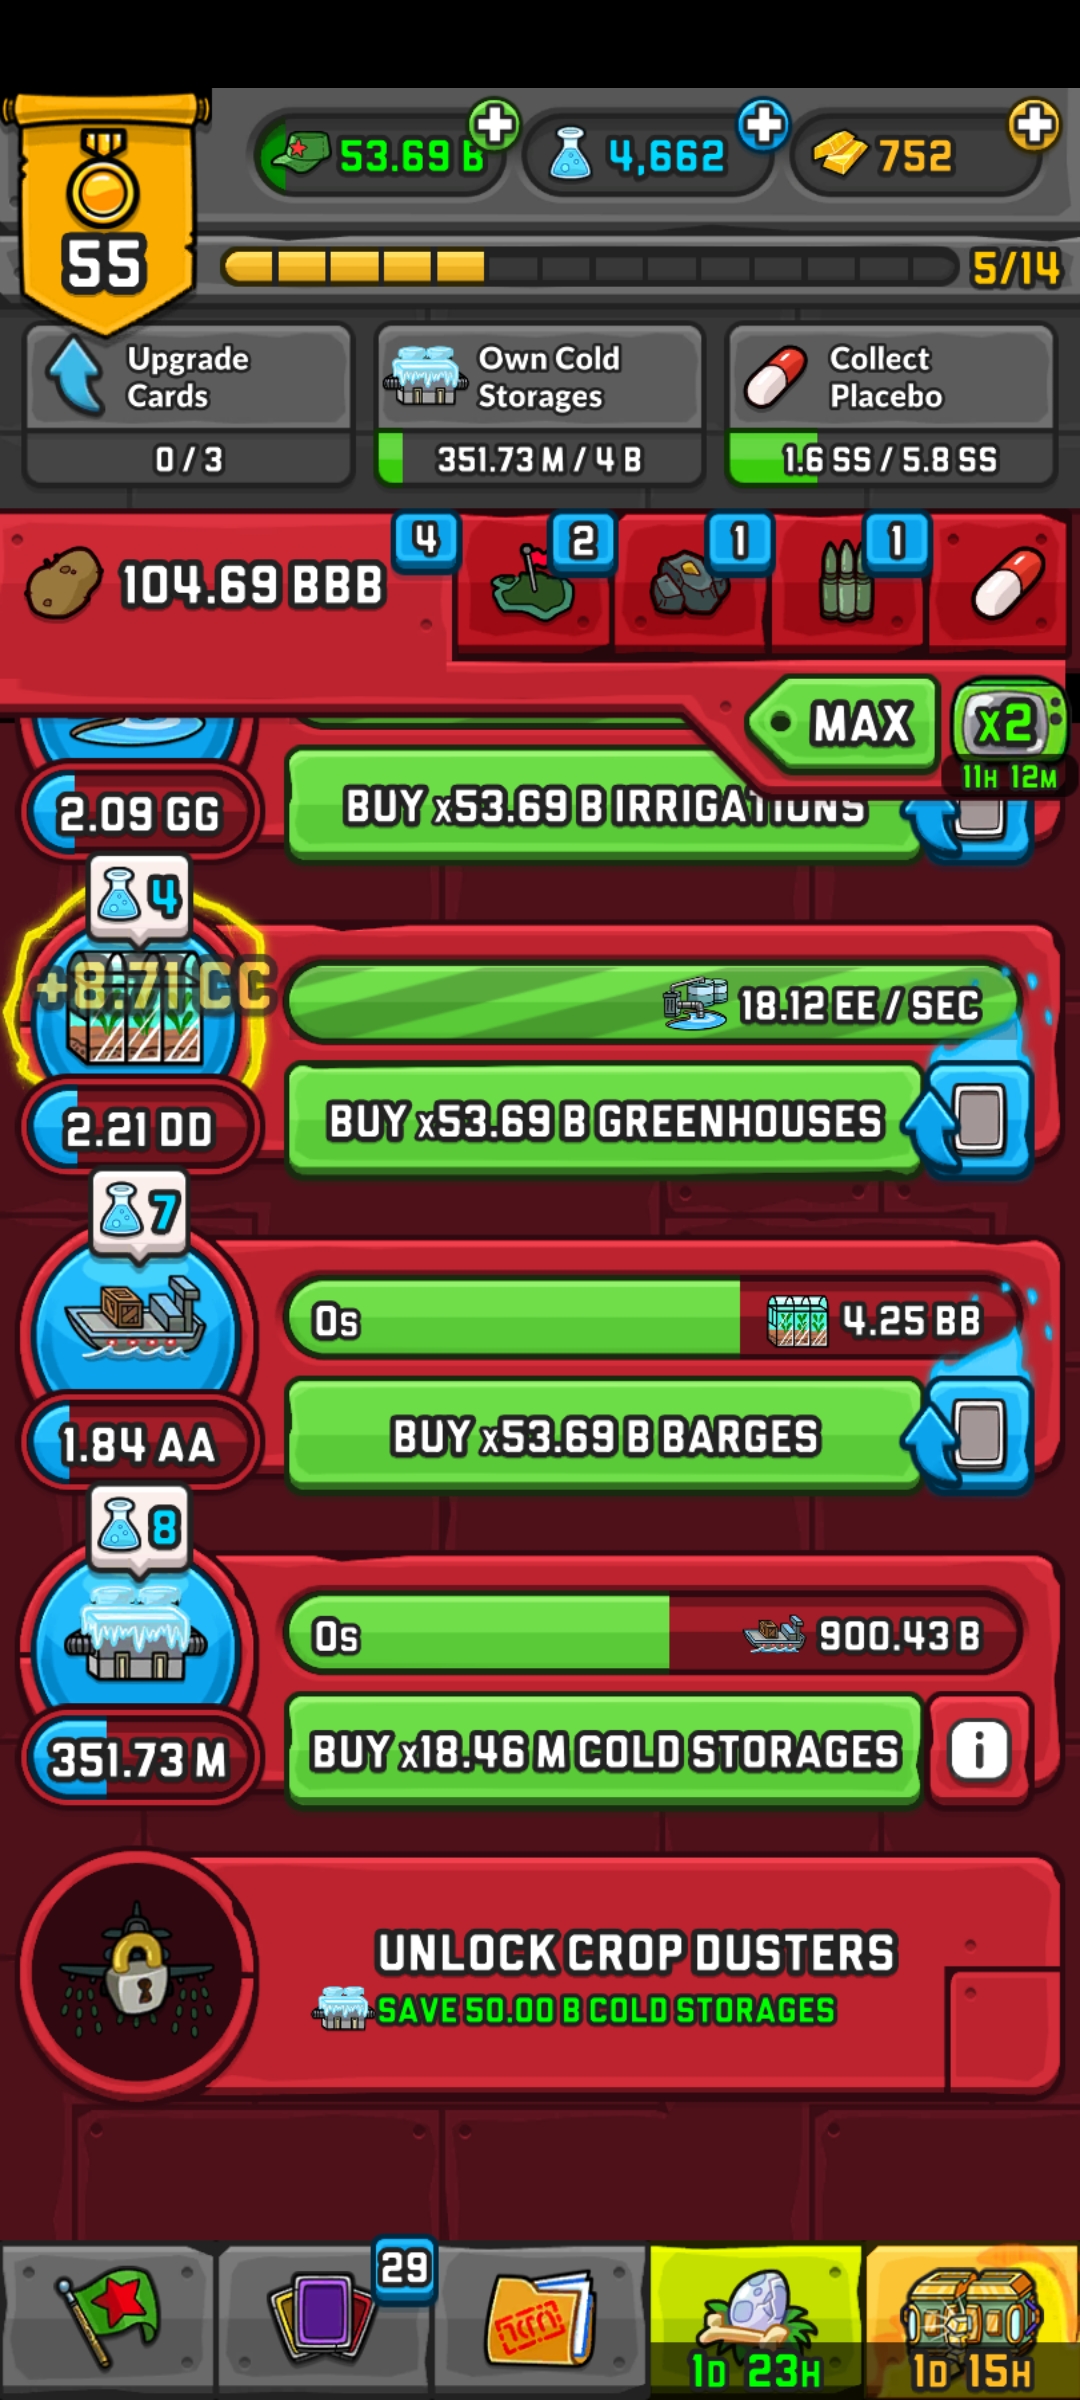 53.69 B
4,662
752
55
5/14
Upgrade
Cards
0 / 3
Own Cold
Storages
351.73 M / 4 B
Collect
Placebo
1.6 SS / 5.8 SS
104.69 BBB
4
2
1
1
MAX
x2
11H 12M
2.09 GG
BUY x53.69 B IRRIGATIONS
4
+8.71 CC
18.12 EE / SEC
2.21 DD
BUY x53.69 B GREENHOUSES
7
0s
4.25 BB
1.84 AA
BUY x53.69 B BARGES
8
0s
900.43 B
351.73 M
BUY x18.46 M COLD STORAGES
i
UNLOCK CROP DUSTERS
SAVE 50.00 B COLD STORAGES
29
1D 23H
1D 15H